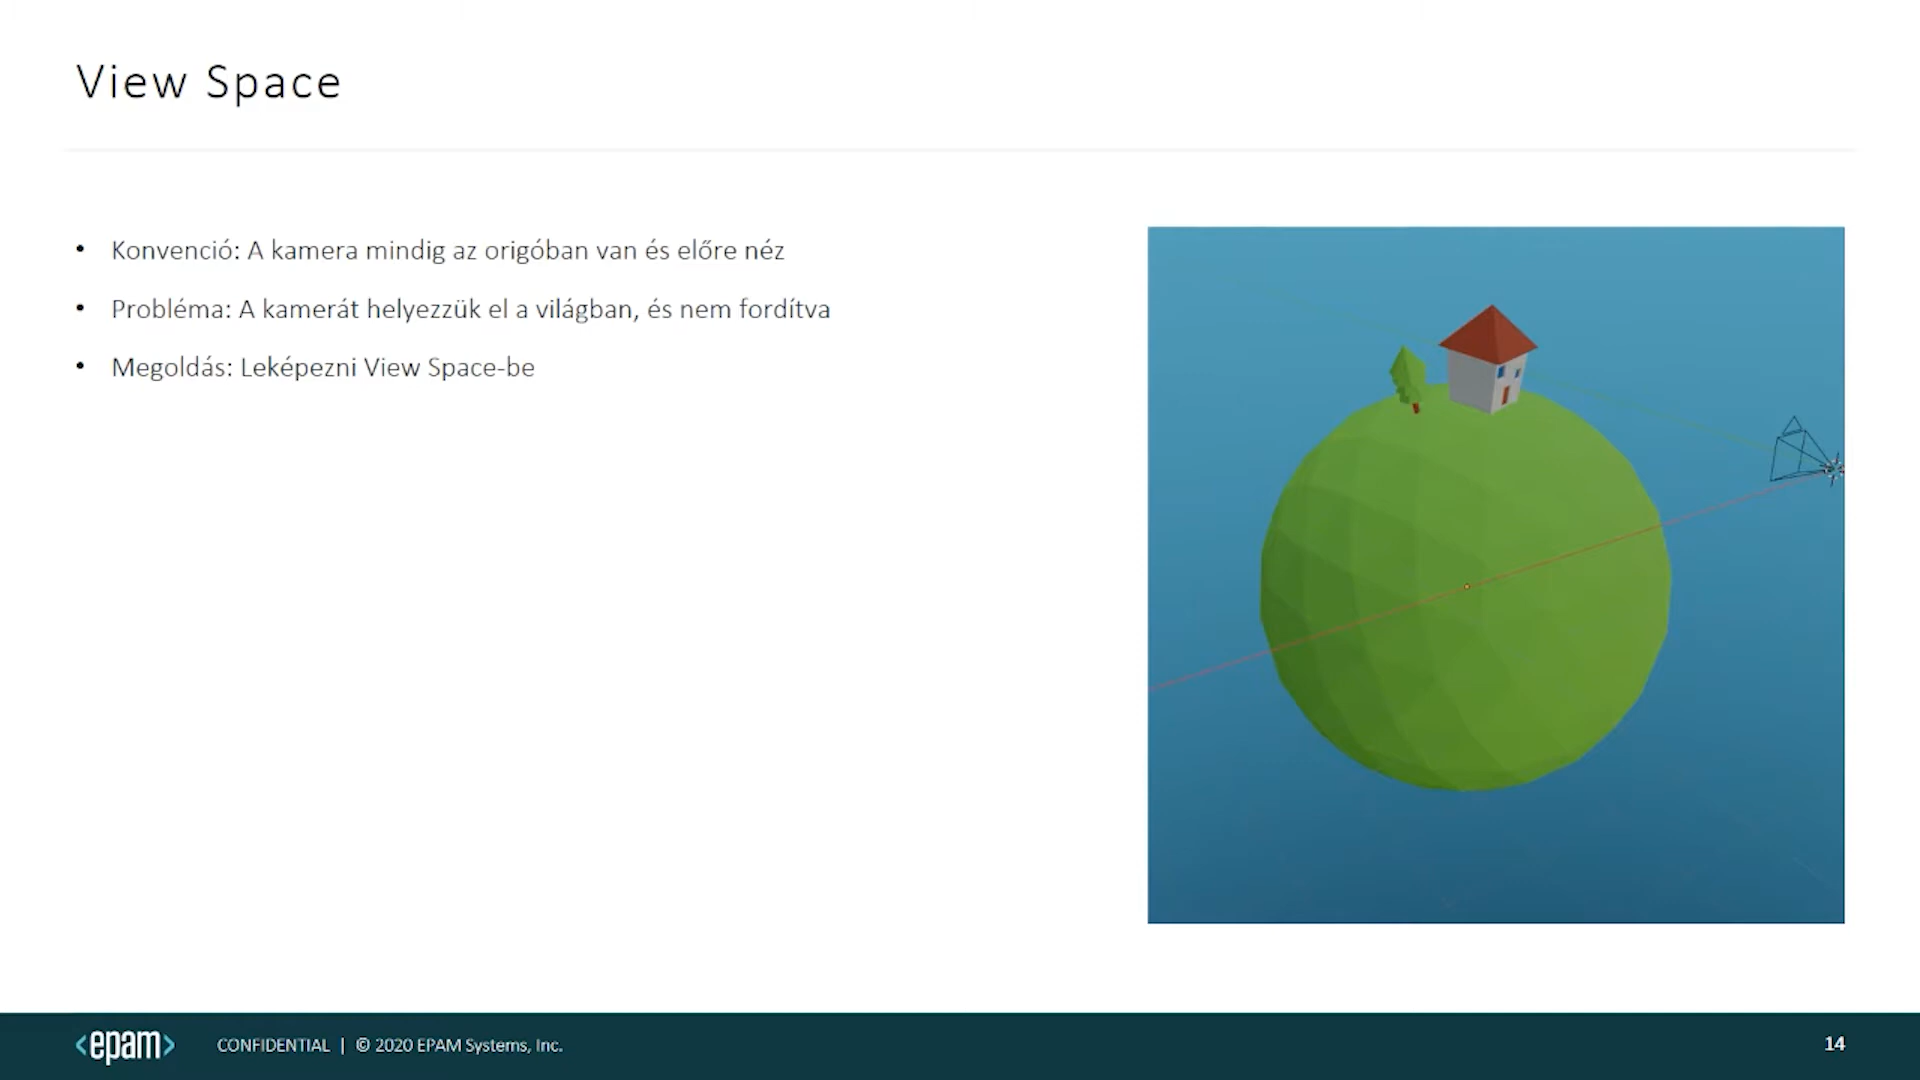 View Space
• Konvenció: A kamera mindig az origóban van és előre néz
• Probléma: A kamerát helyezzük el a világban, és nem fordítva
• Megoldás: Leképezni View Space-be
<epam> CONFIDENTIAL | © 2020 EPAM Systems, Inc. 14